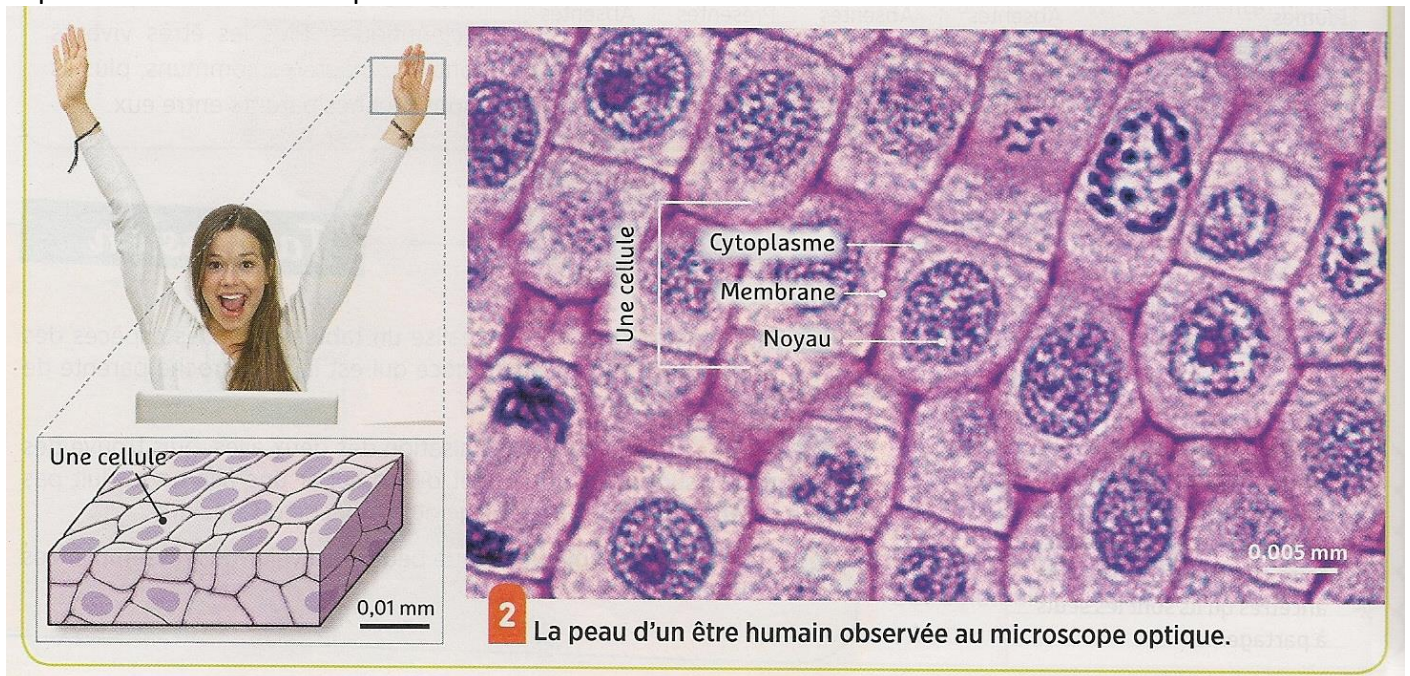 Une cellule
0,01 mm
Une cellule
Cytoplasme
Membrane
Noyau
0,005 mm
2
La peau d'un être humain observée au microscope optique.